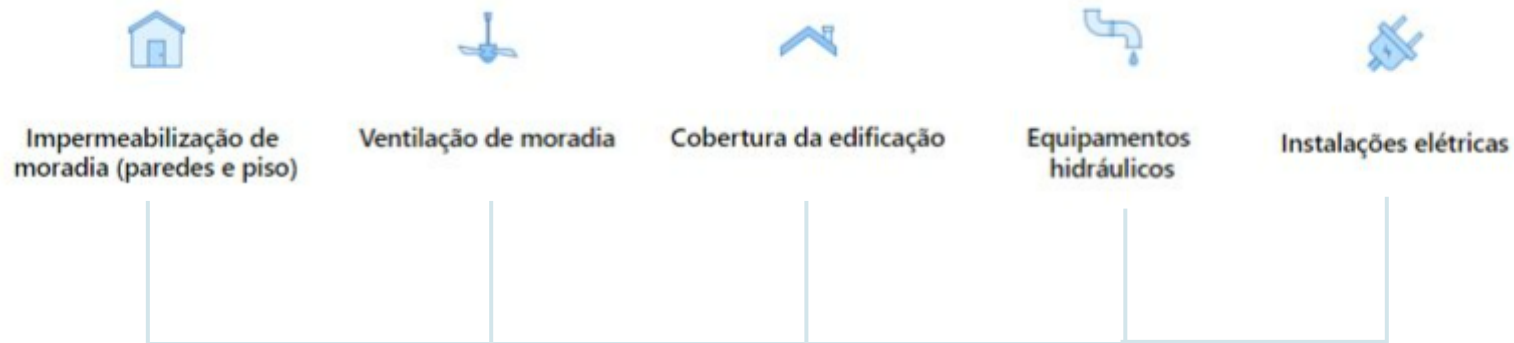 Impermeabilização de
moradia (paredes e piso)
Ventilação de moradia
Cobertura da edificação
Equipamentos
hidráulicos
Instalações elétricas